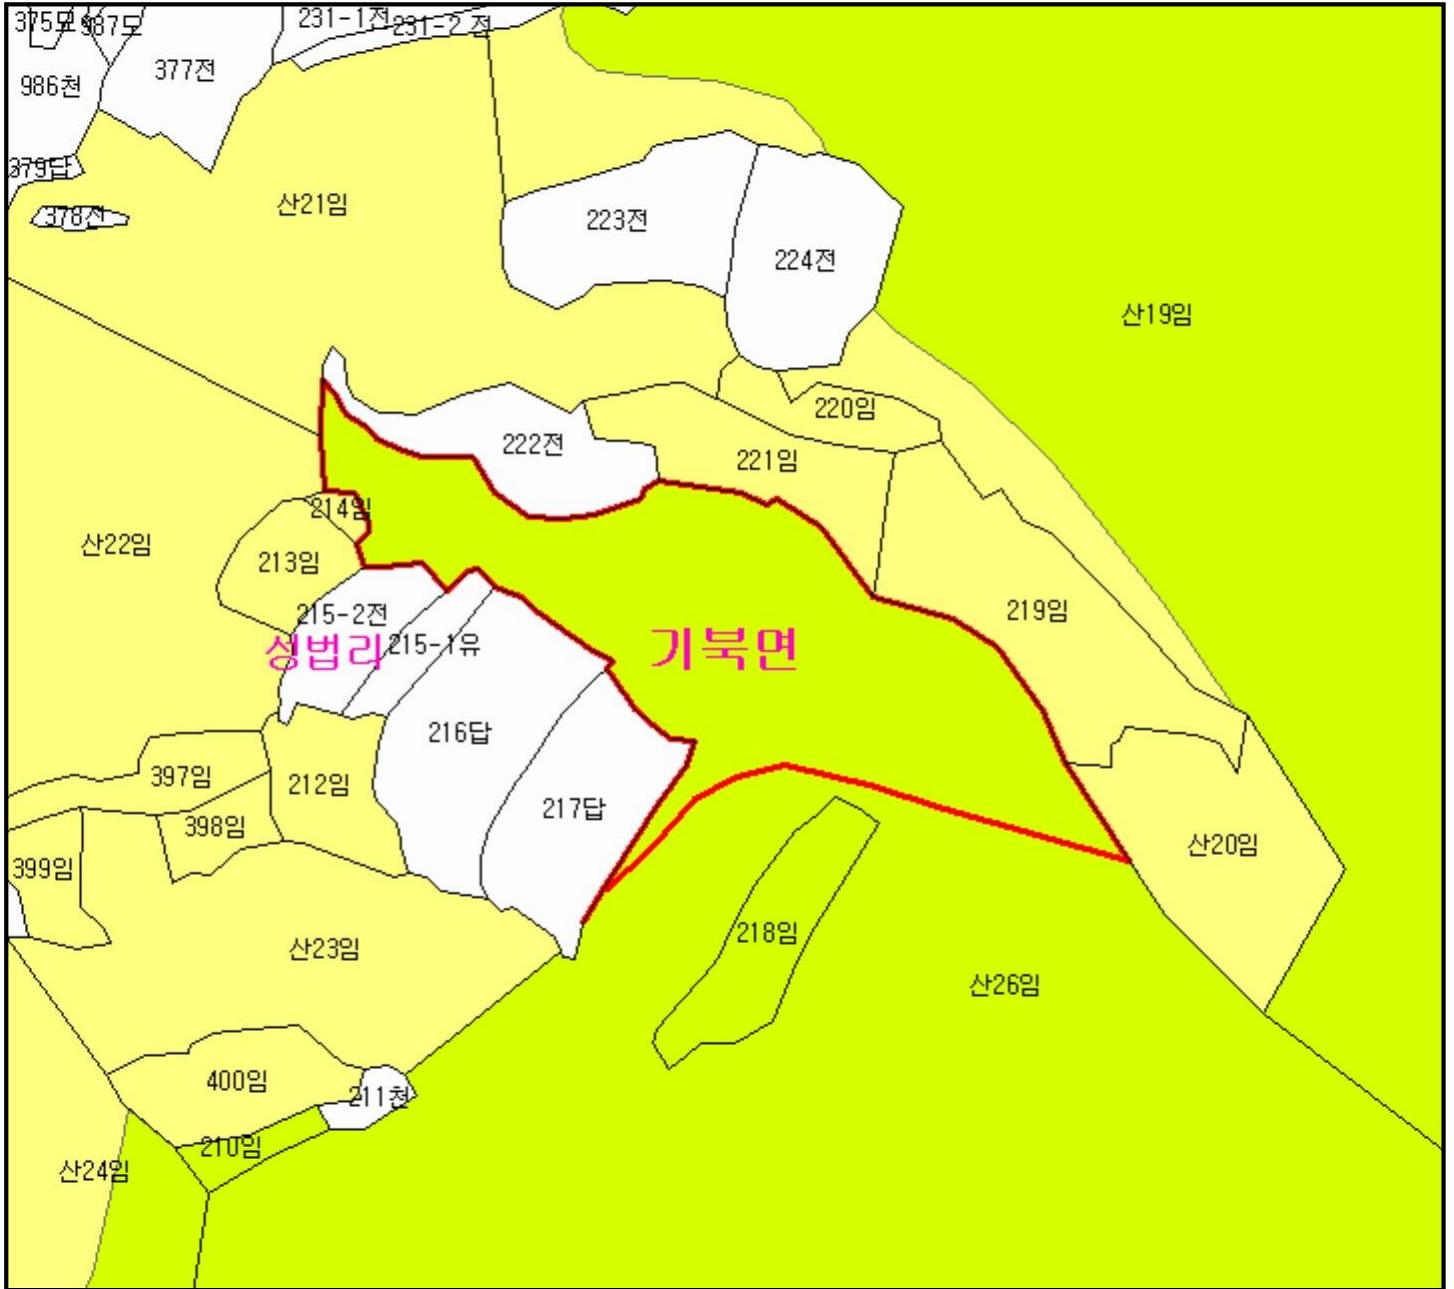 375도
987도
231-1전
231-2 전
986천
377전
379답
378전
산21임
223전
224전
산19임
220임
222전
221임
214임
산22임
213임
215-2전
219임
성법리
215-1유
기북면
216답
397임
212임
217답
398임
산20임
399임
218임
산23임
산26임
400임
211천
210임
산24임